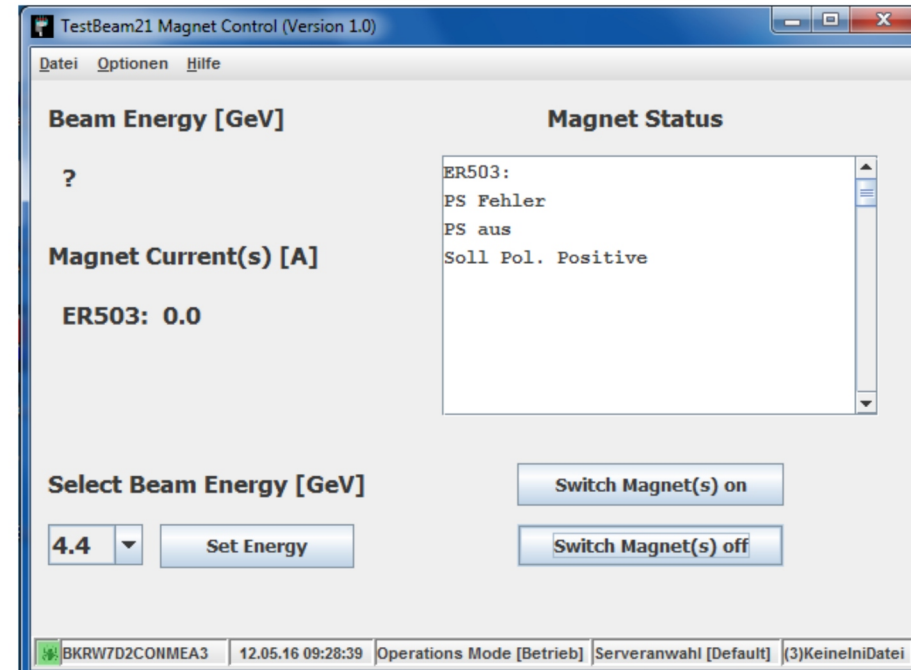 TestBeam21 Magnet Control (Version 1.0)
Datei Optionen Hilfe
Beam Energy [GeV]
?
Magnet Current(s) [A]
ER503: 0.0
Magnet Status
ER503:
PS Fehler
PS aus
Soll Pol. Positive
Select Beam Energy [GeV]
4.4
Set Energy
Switch Magnet(s) on
Switch Magnet(s) off
BKRW7D2CONMEA3 12.05.16 09:28:39 Operations Mode [Betrieb] Serveranwahl [Default] (3)KeineIniDatei